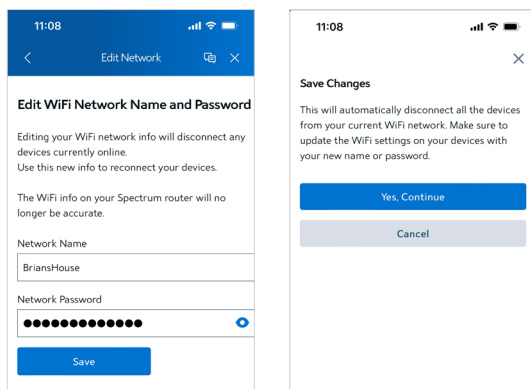 11:08
Edit Network
Edit WiFi Network Name and Password
Editing your WiFi network info will disconnect any
devices currently online.
Use this new info to reconnect your devices.
The WiFi info on your Spectrum router will no
longer be accurate.
Network Name
BriansHouse
Network Password
●●●●●●●●●●●●●
Save
11:08
Save Changes
This will automatically disconnect all the devices
from your current WiFi network. Make sure to
update the WiFi settings on your devices with
your new name or password.
Yes, Continue
Cancel